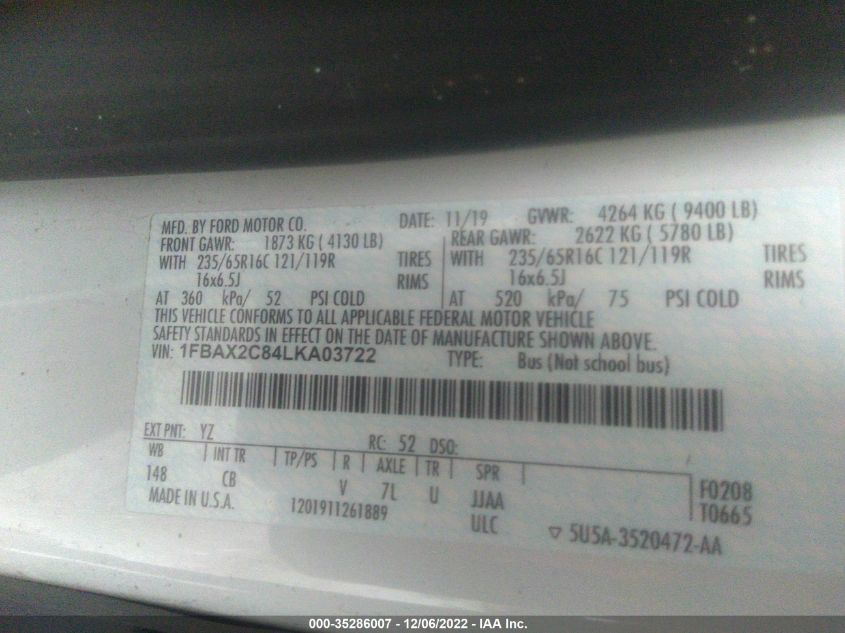 MFD. BY FORD MOTOR CO. DATE: 11/19 GVWR: 4264 KG ( 9400 LB)
FRONT GAWR: 1873 KG ( 4130 LB) REAR GAWR: 2622 KG ( 5780 LB)
WITH 235/65R16C 121/119R TIRES WITH 235/65R16C 121/119R TIRES
16x6.5J RIMS 16x6.5J RIMS
AT 360 kPa/ 52 PSI COLD AT 520 kPa/ 75 PSI COLD
THIS VEHICLE CONFORMS TO ALL APPLICABLE FEDERAL MOTOR VEHICLE
SAFETY STANDARDS IN EFFECT ON THE DATE OF MANUFACTURE SHOWN ABOVE.
VIN: 1FBAX2C84LKA03722 TYPE: Bus (Not school bus)
EXT PNT: YZ RC: 52 DSO:
WB INT TR TP/PS R AXLE TR SPR
148 CB V 7L U JJAA F0208
MADE IN U.S.A. 1201911261889 ULC T0665
5U5A-3520472-AA
000-35286007 - 12/06/2022 - IAA Inc.